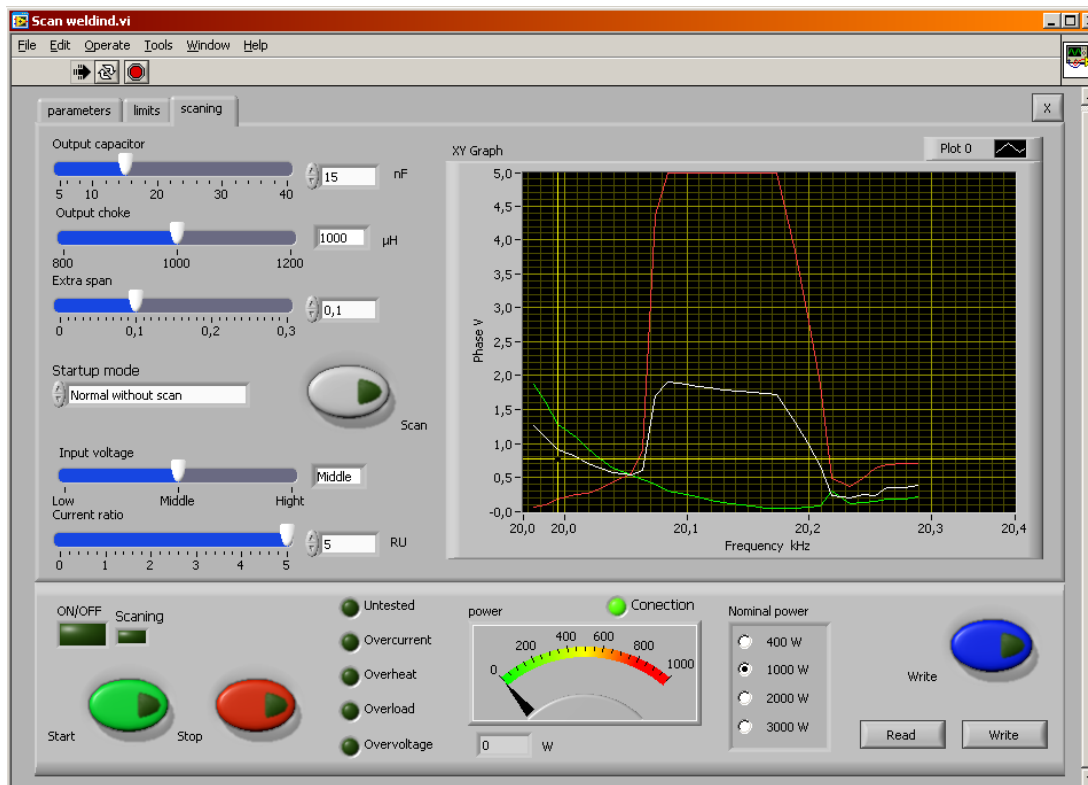 Scan weldind.vi
File Edit Operate Tools Window Help
parameters limits scaning
X
Output capacitor
15 nF
5 10 20 30 40
Output choke
1000 µH
800 1000 1200
Extra span
0,1
0 0,1 0,2 0,3
Startup mode
Normal without scan
Scan
Input voltage
Middle
Low Middle Hight
Current ratio
5 RU
0 1 2 3 4 5
XY Graph
Plot 0
Phase V
5,0
4,5
4,0
3,5
3,0
2,5
2,0
1,5
1,0
0,5
-0,0
20,0 20,0 20,1 20,2 20,3 20,4
Frequency kHz
ON/OFF
Scaning
Start
Stop
Untested
Overcurrent
Overheat
Overload
Overvoltage
power
Conection
0 200 400 600 800 1000
0 W
Nominal power
400 W
1000 W
2000 W
3000 W
Write
Read
Write